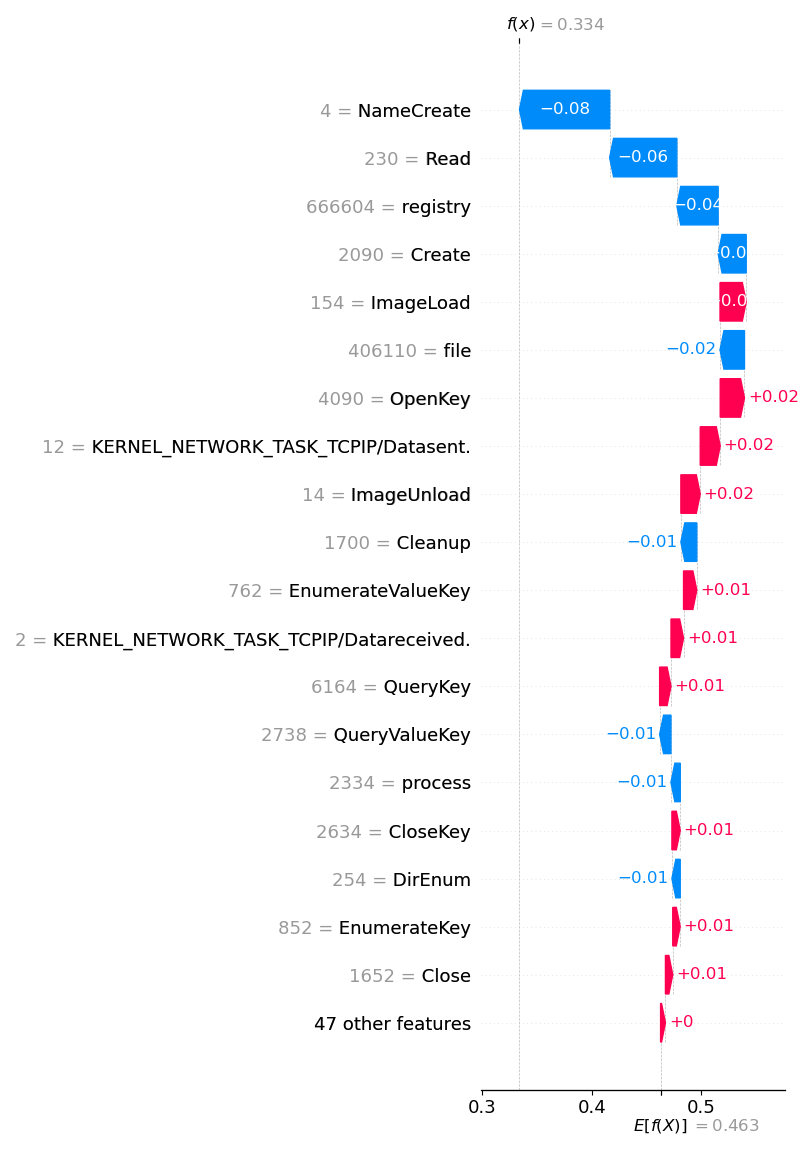 f(x) = 0.334
4 = NameCreate −0.08
230 = Read −0.06
666604 = registry −0.04
2090 = Create
154 = ImageLoad
406110 = file −0.02
4090 = OpenKey +0.02
12 = KERNEL_NETWORK_TASK_TCPIP/Datasent. +0.02
14 = ImageUnload +0.02
1700 = Cleanup −0.01
762 = EnumerateValueKey +0.01
2 = KERNEL_NETWORK_TASK_TCPIP/Datareceived. +0.01
6164 = QueryKey +0.01
2738 = QueryValueKey −0.01
2334 = process −0.01
2634 = CloseKey +0.01
254 = DirEnum −0.01
852 = EnumerateKey +0.01
1652 = Close +0.01
47 other features +0
0.3 0.4 0.5
E[f(X)] = 0.463